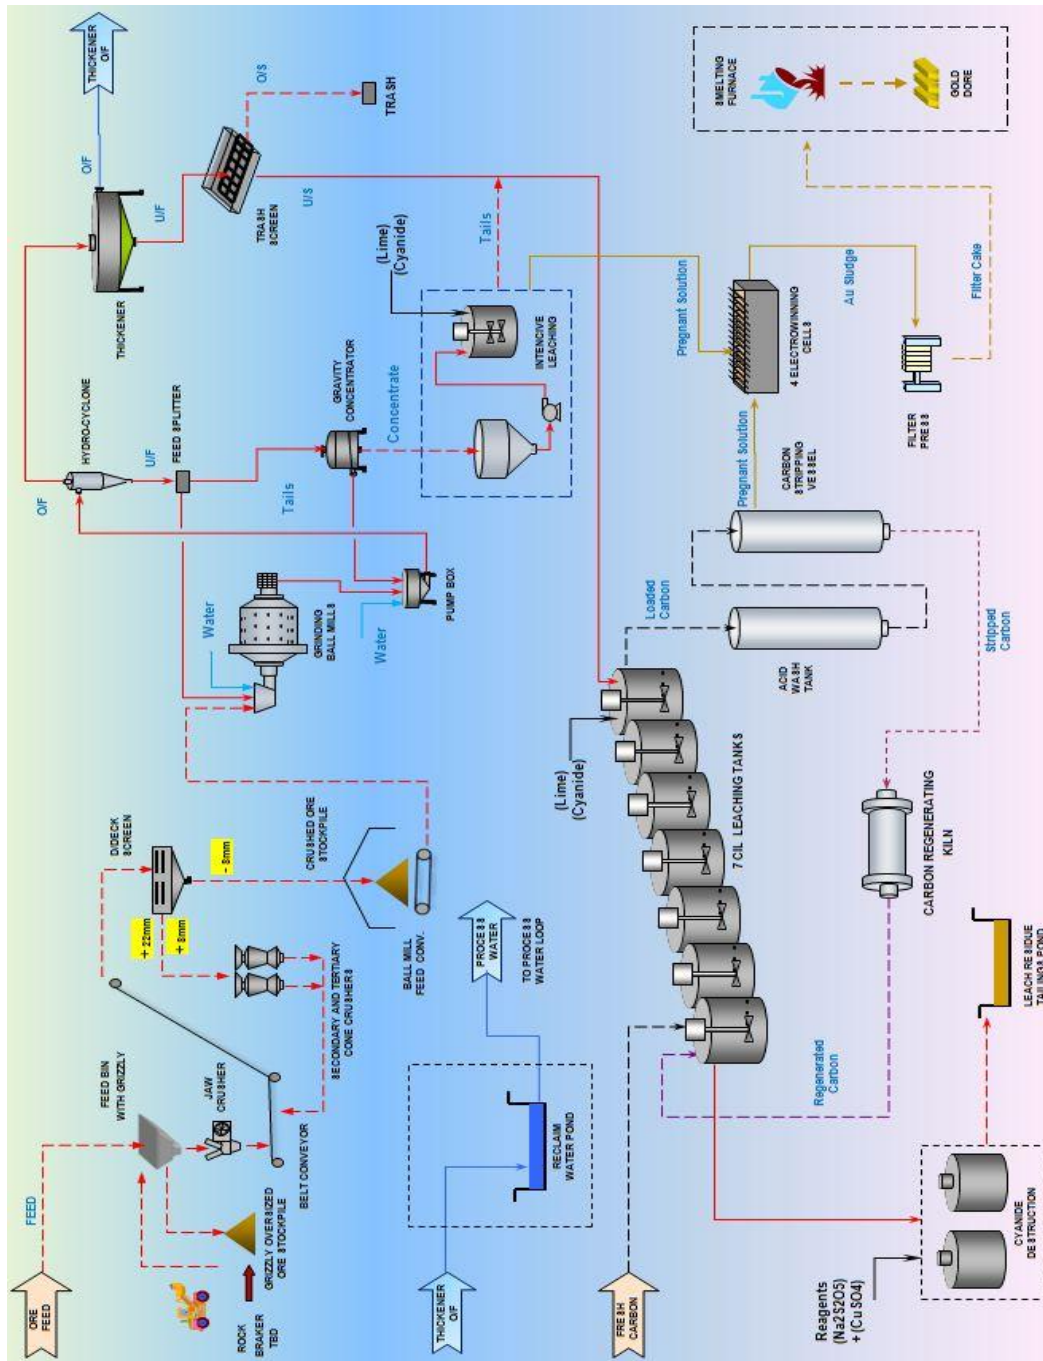 ORE
FEED
FEED
FEED BIN
WITH GRIZZLY
JAW
CRUSHER
BELT CONVEYOR
GRIZZLY OVERSIZED
ORE STOCKPILE
ROCK
BRAKER
TBD
D/DECK
SCREEN
+ 22mm
+ 8mm
- 8mm
SECONDARY AND TERTIARY
CONE CRUSHERS
CRUSHED ORE
STOCKPILE
BALL MILL
FEED CONV.
Water
GRINDING
BALL MILLS
Water
PUMP BOX
O/F
HYDRO-CYCLONE
U/F
FEED SPLITTER
Tails
GRAVITY
CONCENTRATOR
Concentrate
THICKENER
O/F
O/F
U/F
THICKENER
TRASH
SCREEN
O/S
TRASH
U/S
(Lime)
(Cyanide)
Tails
INTENCIVE
LEACHING
THICKENER
O/F
RECLAIM
WATER POND
PROCESS
WATER
TO PROCESS
WATER LOOP
FRESH
CARBON
(Lime)
(Cyanide)
7 CIL LEACHING TANKS
Loaded
Carbon
ACID
WASH
TANK
CARBON
STRIPPING
VESSEL
Pregnant Solution
Pregnant Solution
4 ELECTROWINNING
CELLS
Au Sludge
FILTER
PRESS
Filter Cake
SMELTING
FURNACE
GOLD
DORE
Stripped
Carbon
CARBON REGENERATING
KILN
Regenerated
Carbon
Reagents
(Na2S2O5)
+ (CuSO4)
CYANIDE
DESTRUCTION
LEACH RESIDUE
TAILINGS POND